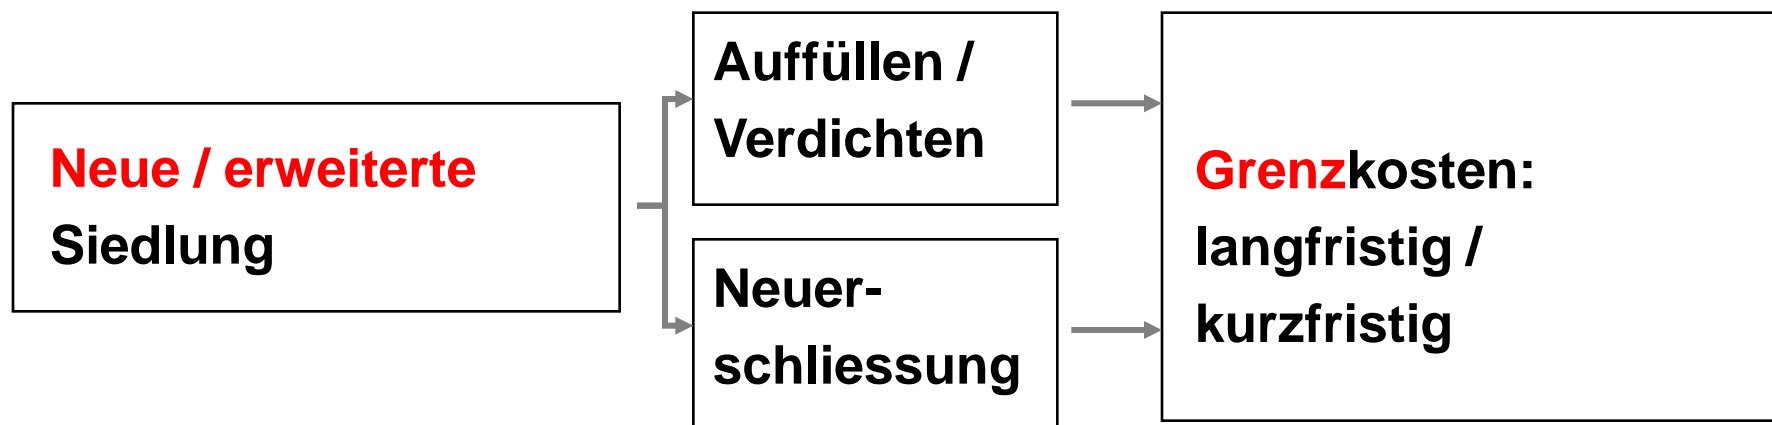 Neue / erweiterte
Siedlung
Auffüllen /
Verdichten
Neuer-
schliessung
Grenzkosten:
langfristig /
kurzfristig